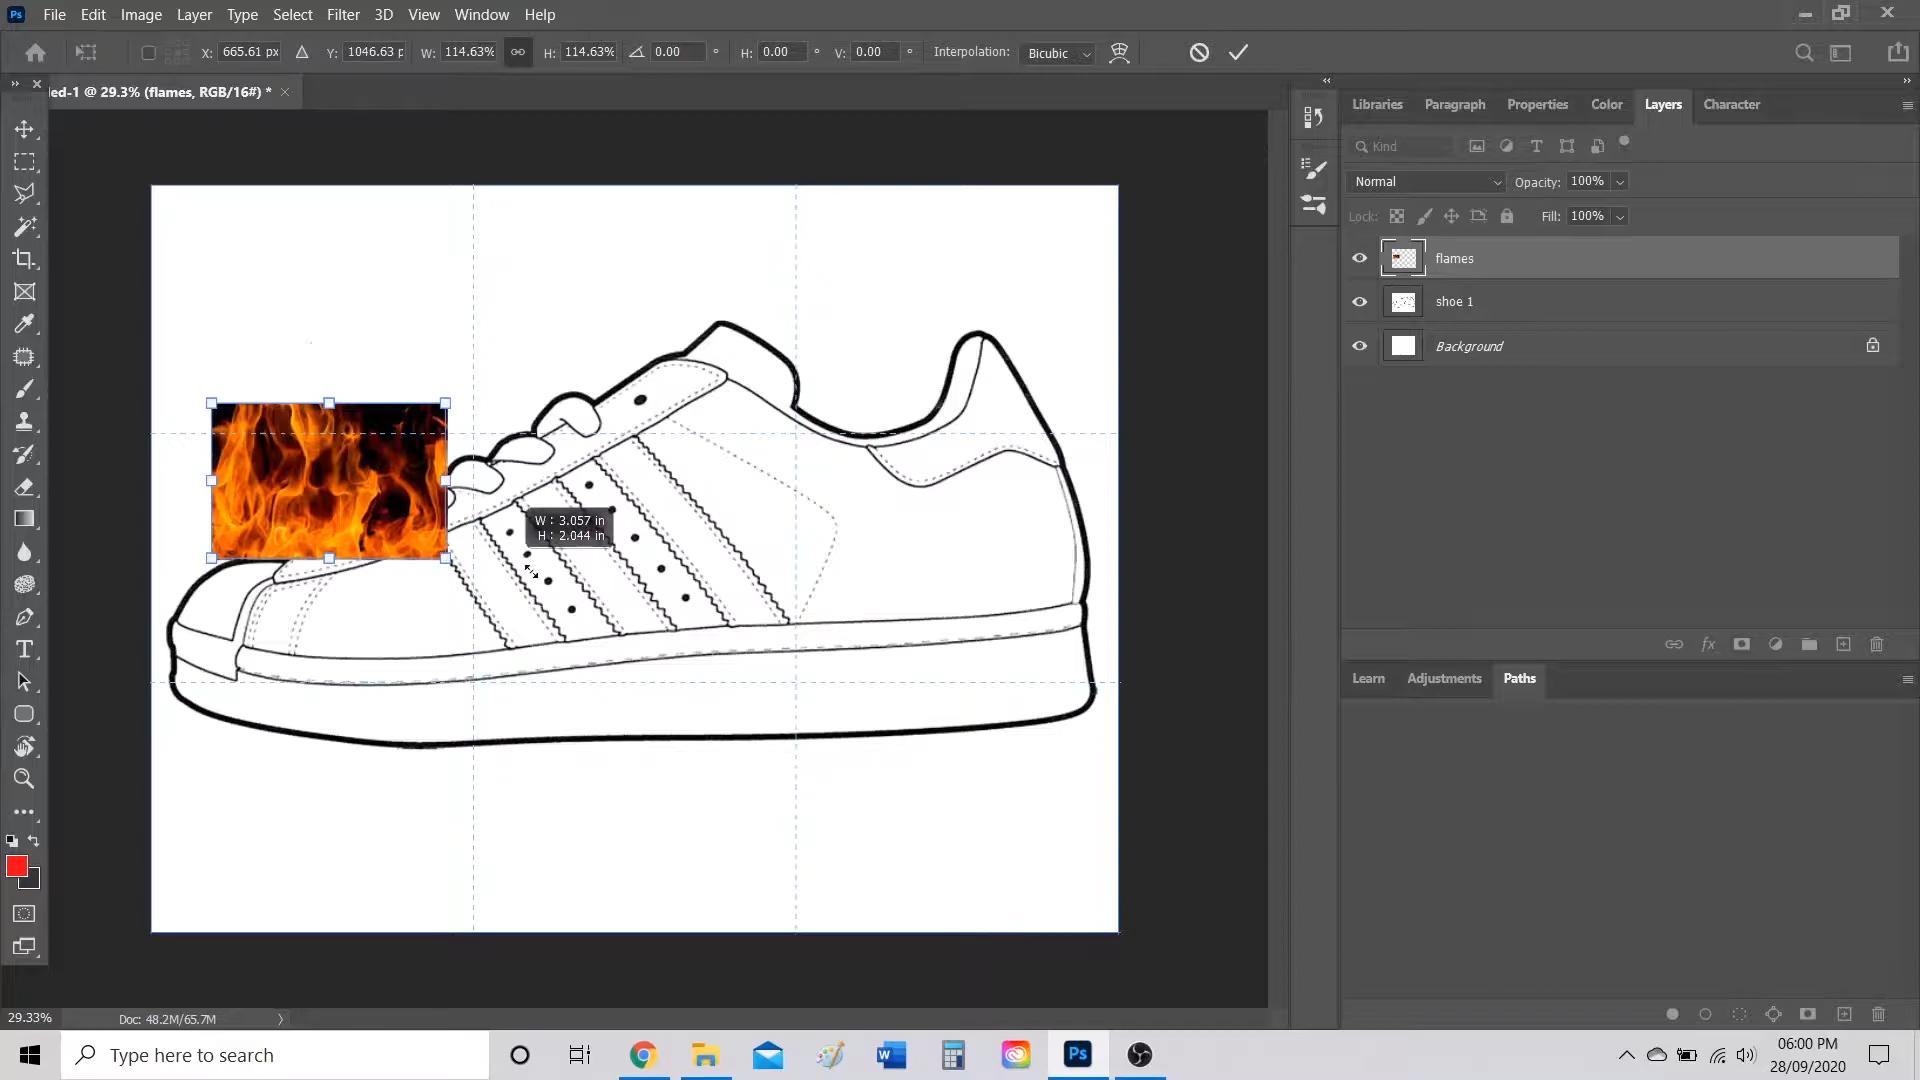 Ps File Edit Image Layer Type Select Filter 3D View Window Help
X: 665.61 px Y: 1046.63 p W: 114.63% H: 114.63% 0.00 ° H: 0.00 ° V: 0.00 ° Interpolation: Bicubic
led-1 @ 29.3% (flames, RGB/16#) *
Libraries Paragraph Properties Color Layers Character
Kind
Normal Opacity: 100%
Lock: Fill: 100%
flames
shoe 1
Background
W : 3.057 in
H : 2.044 in
Learn Adjustments Paths
29.33% Doc: 48.2M/65.7M
Type here to search
Ps
06:00 PM
28/09/2020